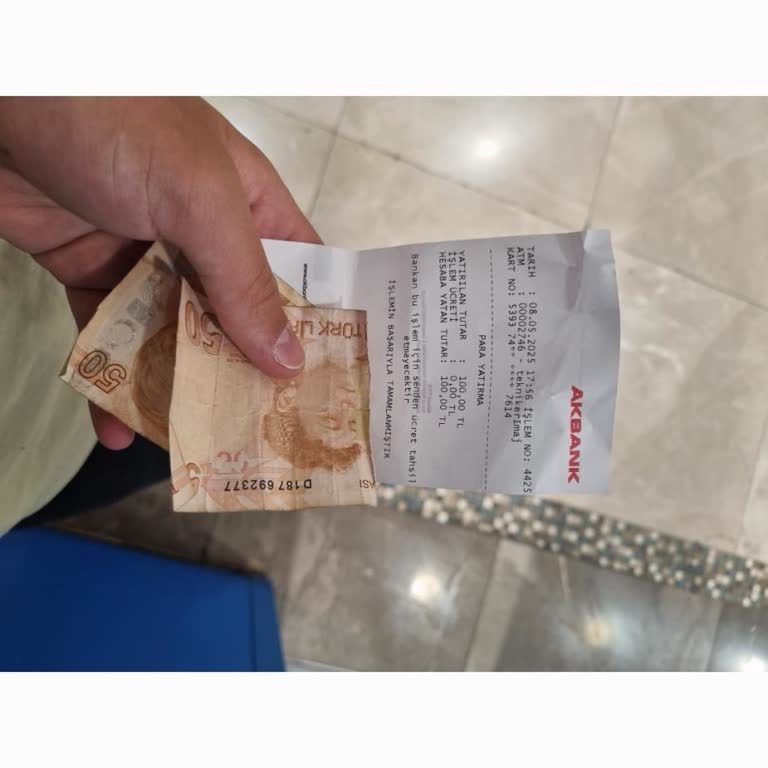 AKBANK
TARİH : 08.05.2025 17:56 İŞLEM NO: 4425
ATM : 00002746 - teknikerimaj
KART NO: 5393 74** **** 7614
PARA YATIRMA
YATIRILAN TUTAR : 100,00 TL
İŞLEM ÜCRETİ : 0,00 TL
HESABA YATAN TUTAR: 100,00 TL
Bankan bu işlem için senden ücret tahsil
etmeyecektir
İŞLEMİN BAŞARIYLA TAMAMLANMIŞTIR
50
TÜRK LİR
D187 692377
50